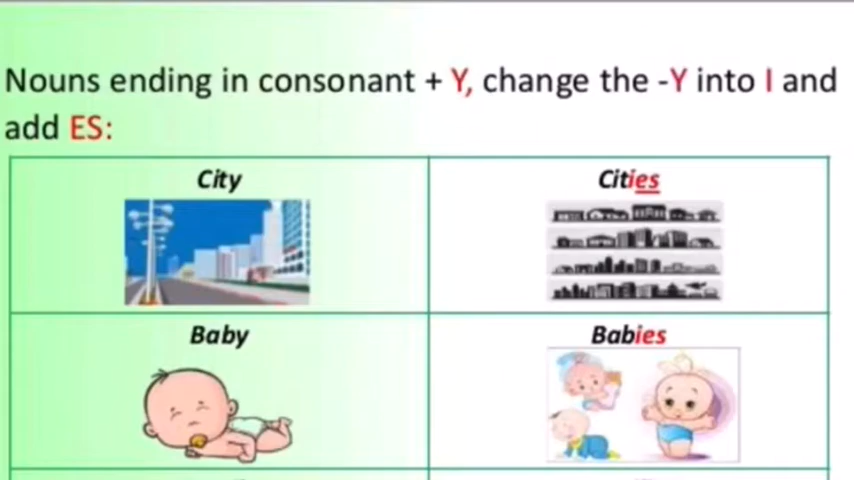 Nouns ending in consonant + Y, change the -Y into I and
add ES:
City
Cities
Baby
Babies